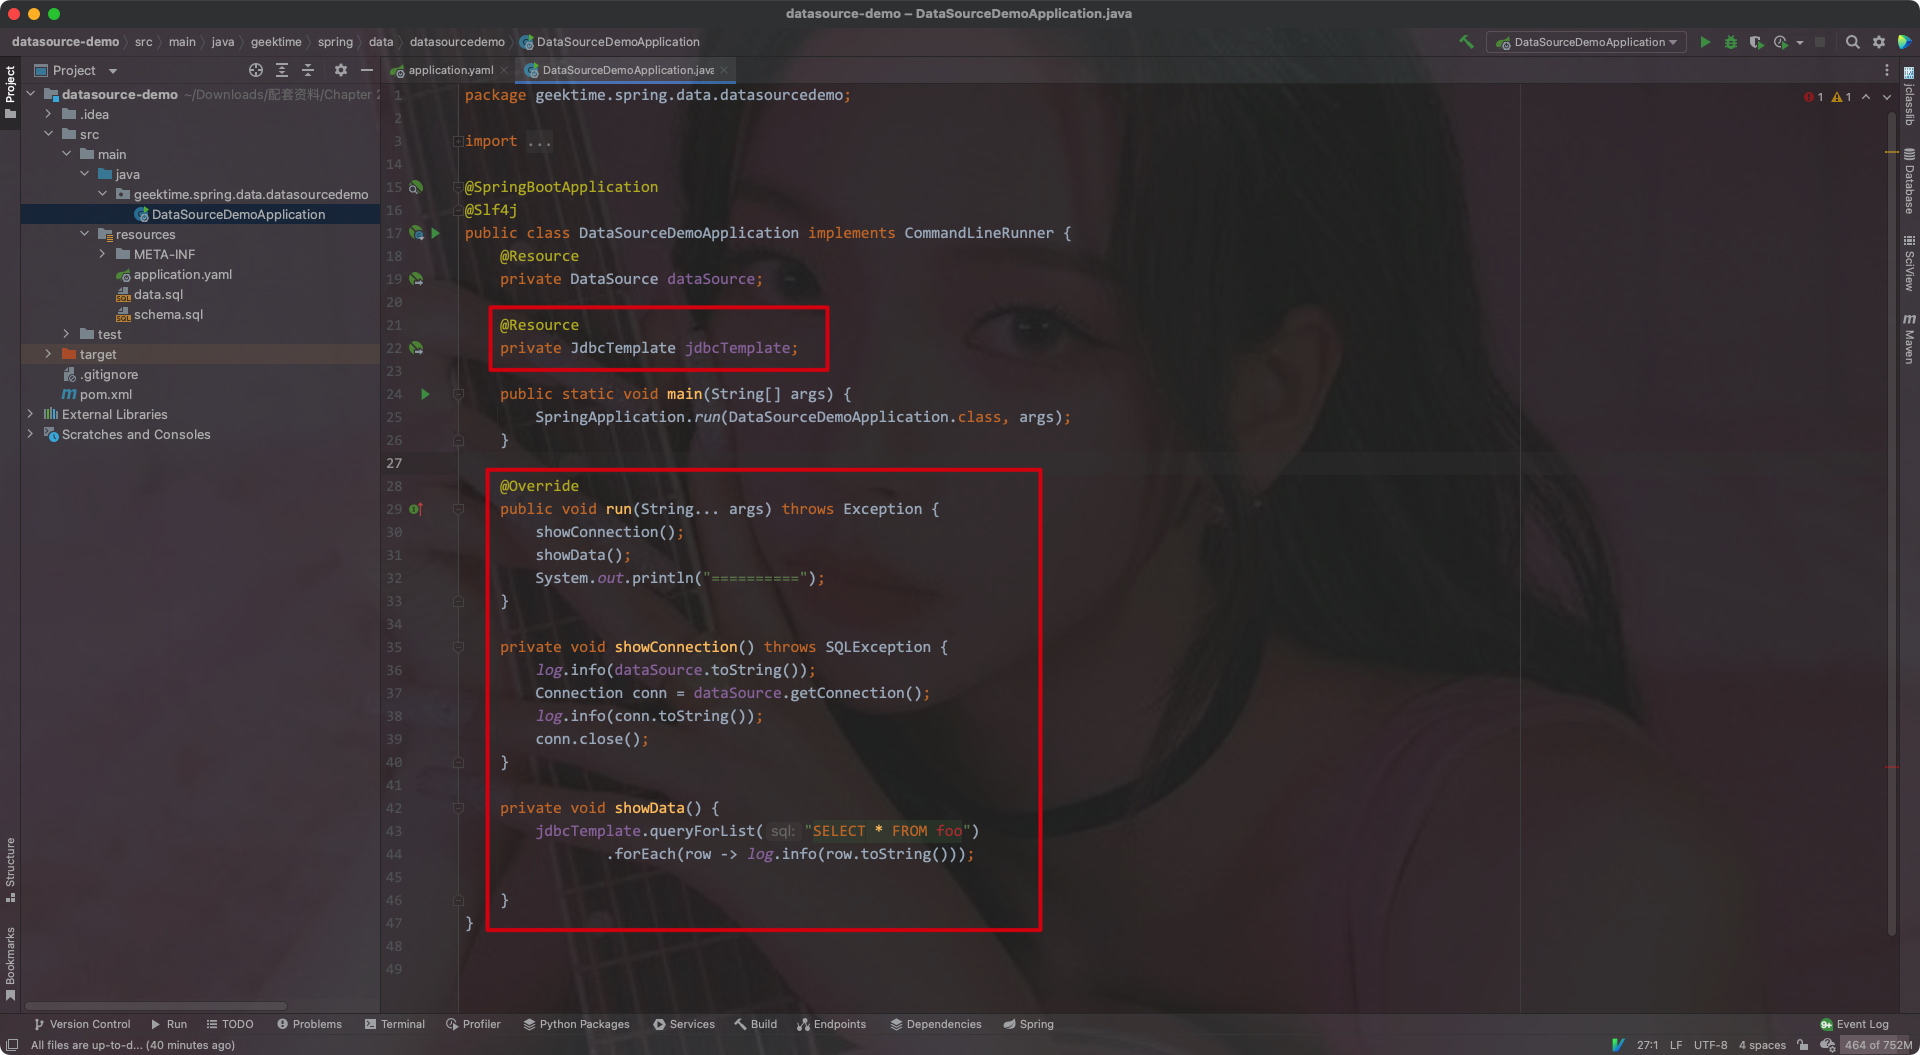 datasource-demo – DataSourceDemoApplication.java
datasource-demo src main java geektime spring data datasourcedemo DataSourceDemoApplication
DataSourceDemoApplication
Project
application.yaml
DataSourceDemoApplication.java
Project
datasource-demo ~/Downloads/配套资料/Chapter 2
.idea
src
main
java
geektime.spring.data.datasourcedemo
DataSourceDemoApplication
resources
META-INF
application.yaml
data.sql
schema.sql
test
target
.gitignore
pom.xml
External Libraries
Scratches and Consoles
Structure
Bookmarks
1 package geektime.spring.data.datasourcedemo;
2
3 import ...
14
15 @SpringBootApplication
16 @Slf4j
17 public class DataSourceDemoApplication implements CommandLineRunner {
18 @Resource
19 private DataSource dataSource;
20
21 @Resource
22 private JdbcTemplate jdbcTemplate;
23
24 public static void main(String[] args) {
25 SpringApplication.run(DataSourceDemoApplication.class, args);
26 }
27
28 @Override
29 public void run(String... args) throws Exception {
30 showConnection();
31 showData();
32 System.out.println("==========");
33 }
34
35 private void showConnection() throws SQLException {
36 log.info(dataSource.toString());
37 Connection conn = dataSource.getConnection();
38 log.info(conn.toString());
39 conn.close();
40 }
41
42 private void showData() {
43 jdbcTemplate.queryForList( sql: "SELECT * FROM foo")
44 .forEach(row -> log.info(row.toString()));
45
46 }
47 }
48
49
1 1
jclasslib
Database
SciView
Maven
Version Control Run TODO Problems Terminal Profiler Python Packages Services Build Endpoints Dependencies Spring
9+ Event Log
All files are up-to-d... (40 minutes ago)
27:1 LF UTF-8 4 spaces 464 of 752M